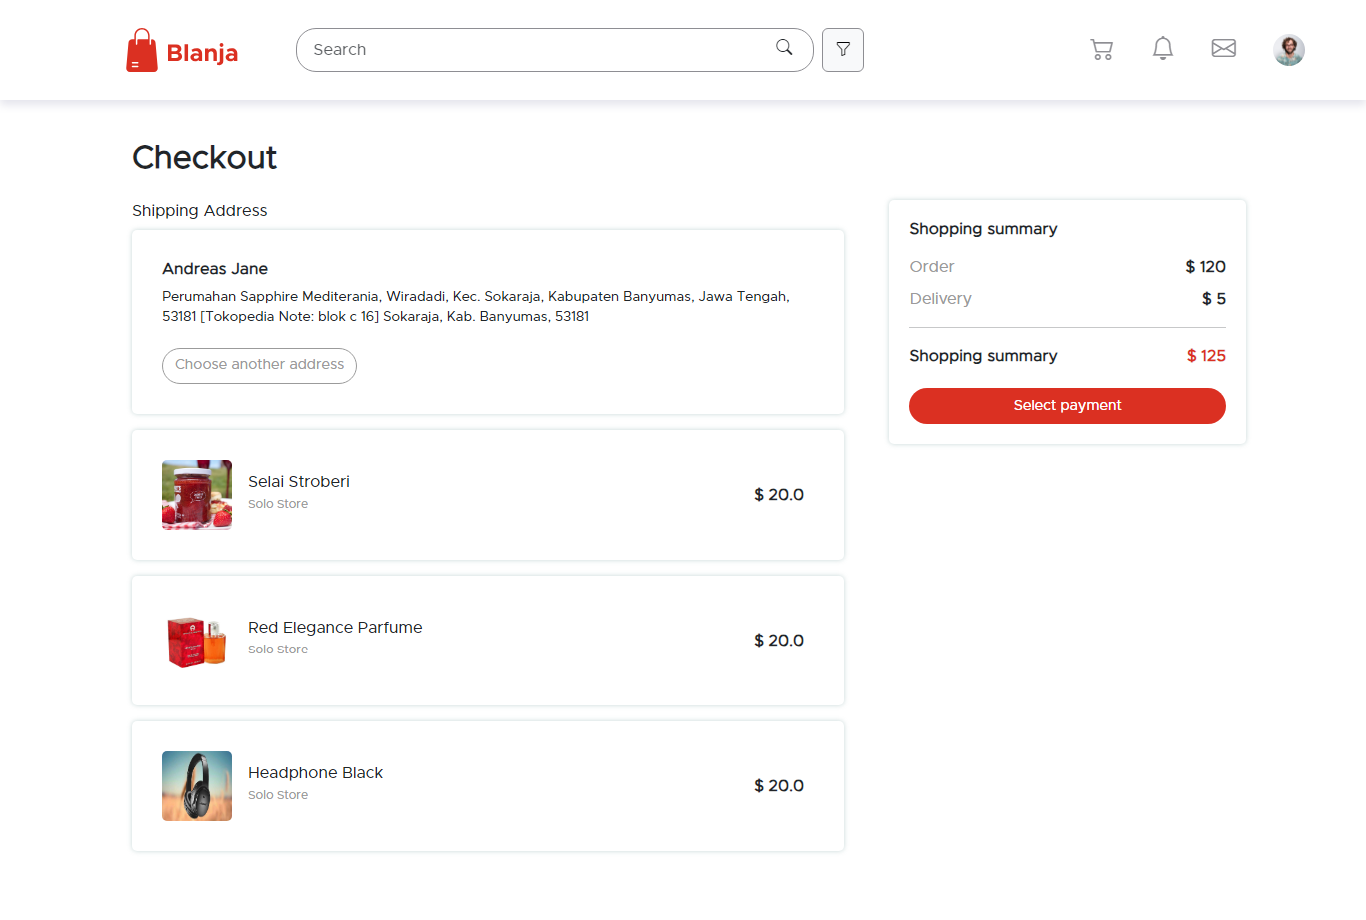 Blanja
Search
Checkout
Shipping Address
Andreas Jane
Perumahan Sapphire Mediterania, Wiradadi, Kec. Sokaraja, Kabupaten Banyumas, Jawa Tengah,
53181 [Tokopedia Note: blok c 16] Sokaraja, Kab. Banyumas, 53181
Choose another address
Selai Stroberi
Solo Store
$ 20.0
Red Elegance Parfume
Solo Store
$ 20.0
Headphone Black
Solo Store
$ 20.0
Shopping summary
Order $ 120
Delivery $ 5
Shopping summary $ 125
Select payment